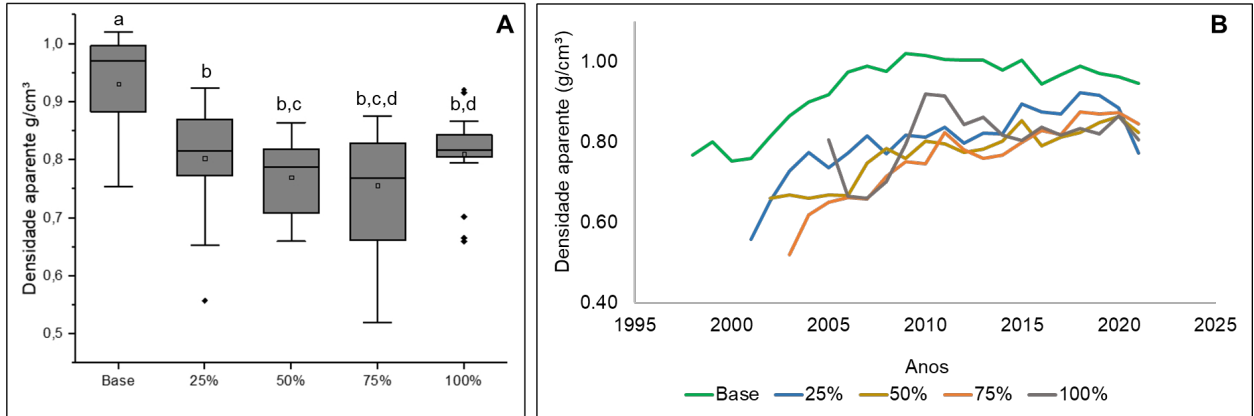 A
Densidade aparente g/cm³
1,0
0,9
0,8
0,7
0,6
0,5
a
b
b,c
b,c,d
b,d
Base 25% 50% 75% 100%
B
Densidade aparente (g/cm³)
1.00
0.80
0.60
0.40
1995 2000 2005 2010 2015 2020 2025
Anos
Base 25% 50% 75% 100%